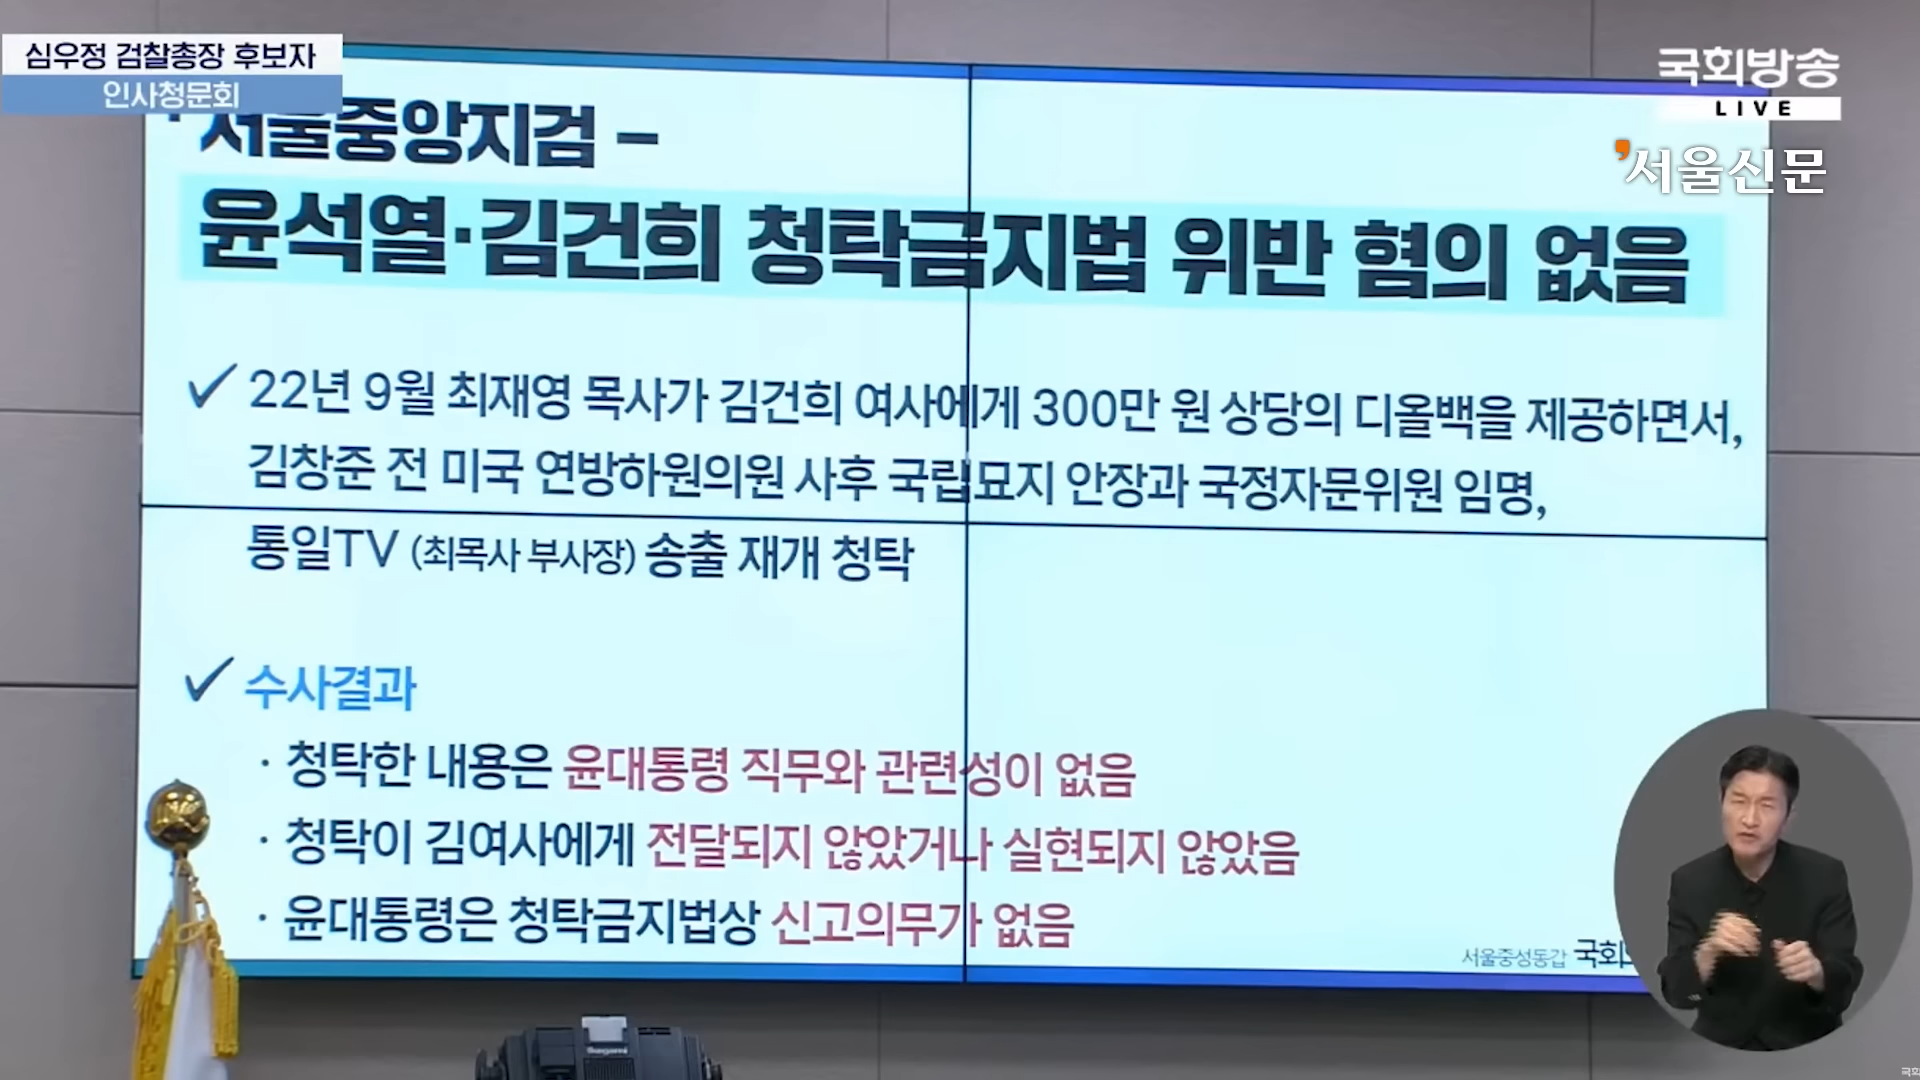 심우정 검찰총장 후보자
인사청문회
국회방송
LIVE
서울신문
서울중앙지검 –
윤석열·김건희 청탁금지법 위반 혐의 없음
✓ 22년 9월 최재영 목사가 김건희 여사에게 300만 원 상당의 디올백을 제공하면서,
김창준 전 미국 연방하원의원 사후 국립묘지 안장과 국정자문위원 임명,
통일TV (최목사 부사장) 송출 재개 청탁
✓ 수사결과
· 청탁한 내용은 윤대통령 직무와 관련성이 없음
· 청탁이 김여사에게 전달되지 않았거나 실현되지 않았음
· 윤대통령은 청탁금지법상 신고의무가 없음
서울중성동갑 국회
Ikegami
국회